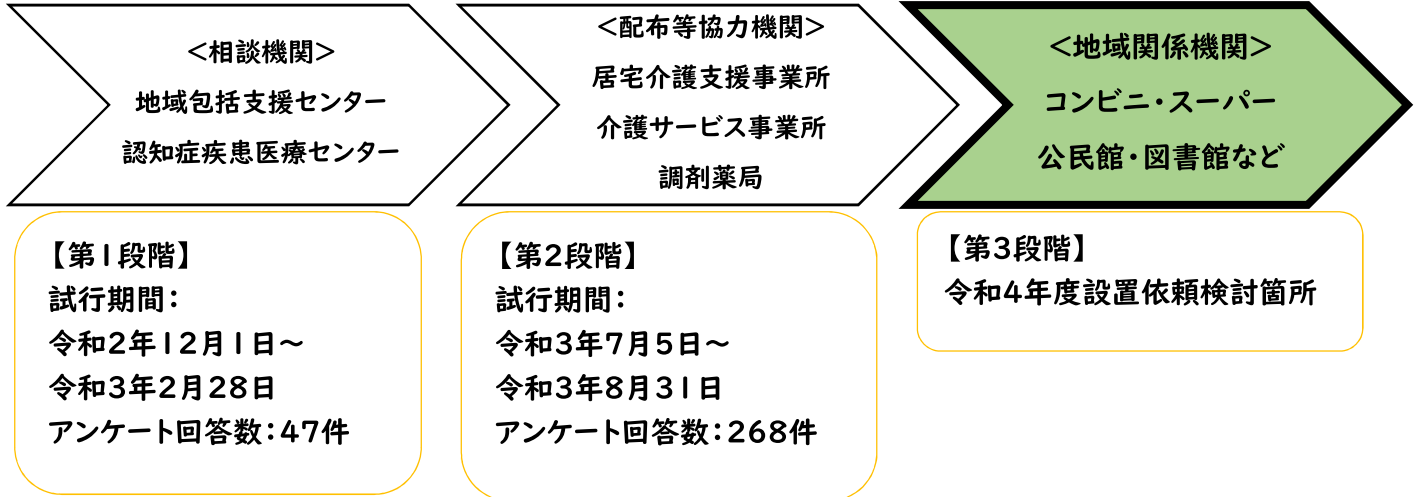 <相談機関>
地域包括支援センター
認知症疾患医療センター
<配布等協力機関>
居宅介護支援事業所
介護サービス事業所
調剤薬局
<地域関係機関>
コンビニ・スーパー
公民館・図書館など
【第1段階】
試行期間：
令和2年12月1日～
令和3年2月28日
アンケート回答数：47件
【第2段階】
試行期間：
令和3年7月5日～
令和3年8月31日
アンケート回答数：268件
【第3段階】
令和4年度設置依頼検討箇所